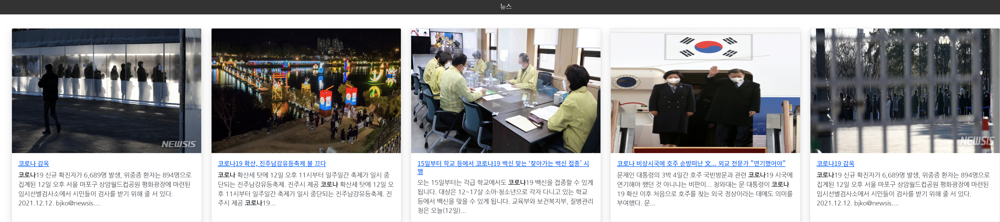 뉴스
NEWSIS
코로나 감옥
코로나19 신규 확진자가 6,689명 발생, 위중증 환자는 894명으로
집계된 12일 오후 서울 마포구 상암월드컵공원 평화광장에 마련된
임시선별검사소에서 시민들이 검사를 받기 위해 줄 서 있다.
2021.12.12. bjko@newsis....
코로나19 확산, 진주남강유등축제 불 끄다
코로나 확산세 탓에 12일 오후 11시부터 일주일간 축제가 일시 중
단되는 진주남강유등축제. 진주시 제공 코로나 확산세 탓에 12일 오
후 11시부터 일주일간 축제가 일시 중단되는 진주남강유등축제. 진
주시 제공 코로나19...
15일부터 학교 등에서 코로나19 백신 맞는 ‘찾아가는 백신 접종’ 시
행
오는 15일부터는 각급 학교에서도 코로나19 백신을 접종할 수 있게
됩니다. 대상은 12~17살 소아·청소년으로 각자 다니고 있는 학교
등에서 백신을 맞을 수 있게 됩니다. 교육부와 보건복지부, 질병관리
청은 오늘(12일)...
코로나 비상시국에 호주 순방떠난 文... 외교 전문가 "연기했어야"
문재인 대통령의 3박 4일간 호주 국빈방문과 관련 코로나19 시국에
연기해야 했던 것 아니냐는 비판이... 청와대는 문 대통령이 코로나
19 확산 이후 처음으로 호주를 찾는 외국 정상이라는 데에도 의미를
부여했다. 문...
NEWSIS
코로나19 감옥
코로나19 신규 확진자가 6,689명 발생, 위중증 환자는 894명으로
집계된 12일 오후 서울 마포구 상암월드컵공원 평화광장에 마련된
임시선별검사소에서 시민들이 검사를 받기 위해 줄 서 있다.
2021.12.12. bjko@newsis....